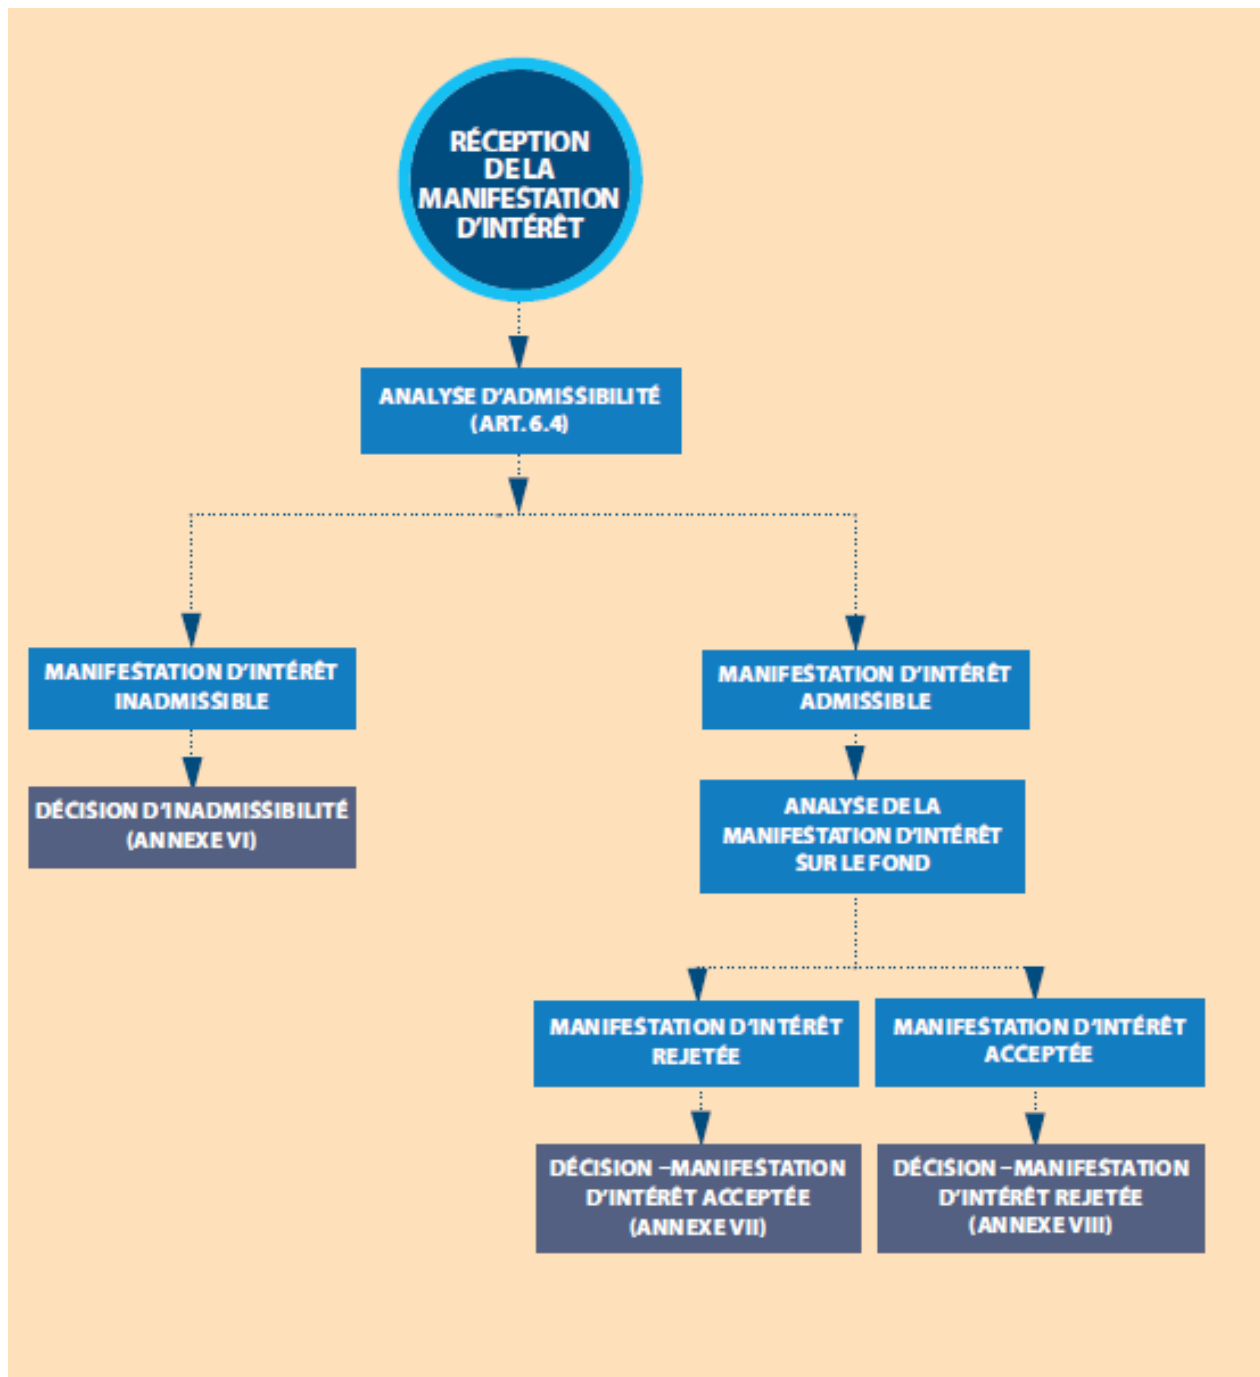 RÉCEPTION
DE LA
MANIFESTATION
D'INTÉRÊT
ANALYSE D'ADMISSIBILITÉ
(ART. 6.4)
MANIFESTATION D'INTÉRÊT
INADMISSIBLE
MANIFESTATION D'INTÉRÊT
ADMISSIBLE
DÉCISION D'INADMISSIBILITÉ
(ANNEXE VI)
ANALYSE DE LA
MANIFESTATION D'INTÉRÊT
SUR LE FOND
MANIFESTATION D'INTÉRÊT
REJETÉE
MANIFESTATION D'INTÉRÊT
ACCEPTÉE
DÉCISION –MANIFESTATION
D'INTÉRÊT ACCEPTÉE
(ANNEXE VII)
DÉCISION –MANIFESTATION
D'INTÉRÊT REJETÉE
(ANNEXE VIII)